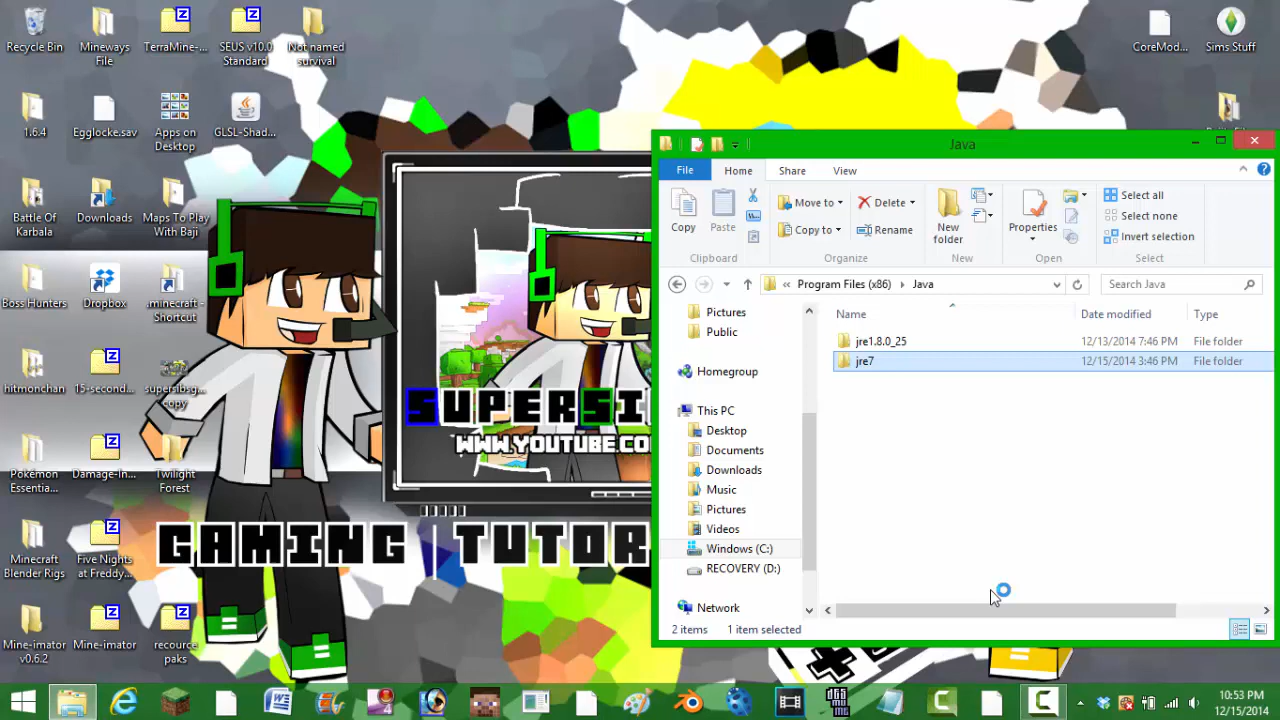 Recycle Bin
Mineways File
TerraMine-...
SEUS v10.0 Standard
Not named survival
CoreMod...
Sims Stuff
1.6.4
Egglocke.sav
Apps on Desktop
GLSL-Shad...
Battle Of Karbala
Downloads
Maps To Play With Baji
Boss Hunters
Dropbox
.minecraft - Shortcut
hitmonchan
15-second...
copy
Pokémon Essentia...
Damage-In...
Twilight Forest
Minecraft Blender Rigs
Five Nights at Freddy...
Mine-imator v0.6.2
Mine-imator
recource paks
SUPERSI
WWW.YOUTUBE.CO
GAMING | TUTOR
Java
File
Home
Share
View
Copy
Paste
Clipboard
Move to
Copy to
Delete
Rename
Organize
New folder
New
Properties
Open
Select all
Select none
Invert selection
Select
« Program Files (x86) › Java
Search Java
Name
Date modified
Type
jre1.8.0_25
12/13/2014 7:46 PM
File folder
jre7
12/15/2014 3:46 PM
File folder
Pictures
Public
Homegroup
This PC
Desktop
Documents
Downloads
Music
Pictures
Videos
Windows (C:)
RECOVERY (D:)
Network
2 items
1 item selected
10:53 PM
12/15/2014